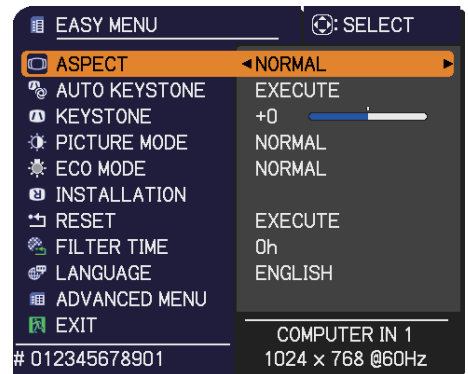 EASY MENU : SELECT
ASPECT NORMAL
AUTO KEYSTONE EXECUTE
KEYSTONE +0
PICTURE MODE NORMAL
ECO MODE NORMAL
INSTALLATION
RESET EXECUTE
FILTER TIME 0h
LANGUAGE ENGLISH
ADVANCED MENU
EXIT
COMPUTER IN 1
# 012345678901 1024 x 768 @60Hz